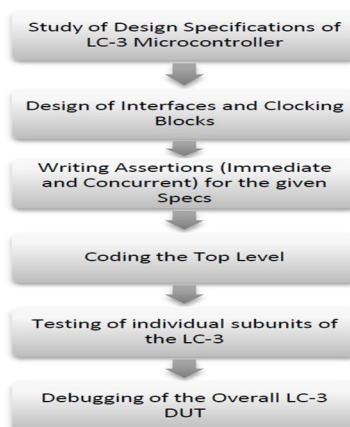 Study of Design Specifications of
LC-3 Microcontroller
Design of Interfaces and Clocking
Blocks
Writing Assertions (Immediate
and Concurrent) for the given
Specs
Coding the Top Level
Testing of individual subunits of
the LC-3
Debugging of the Overall LC-3
DUT